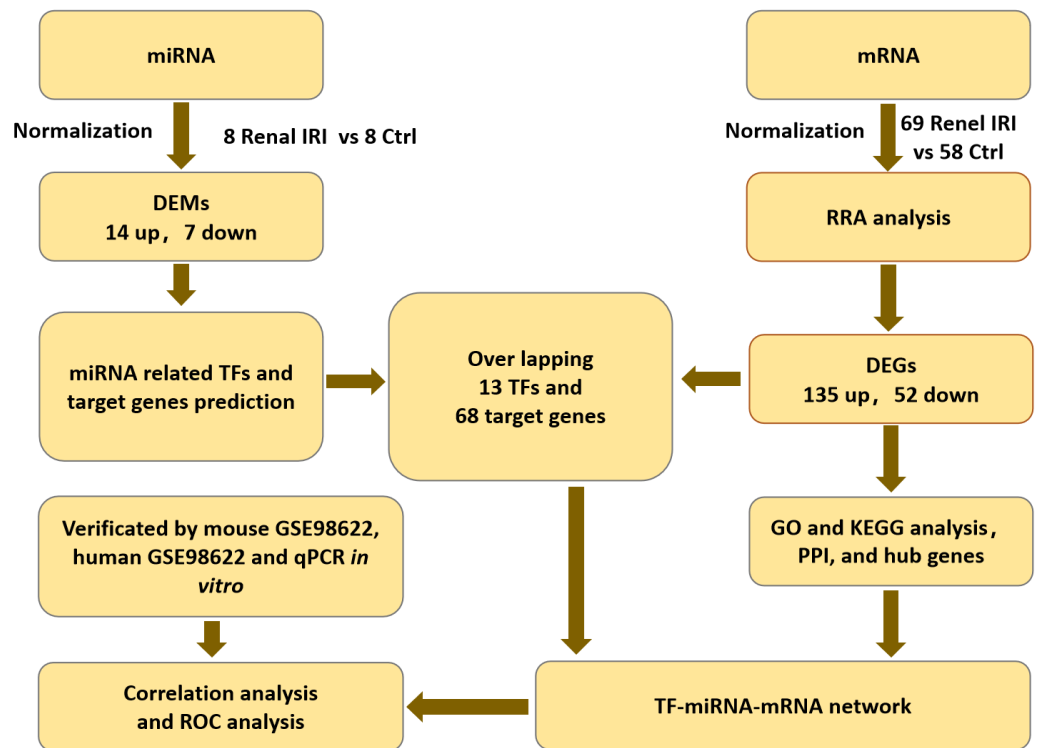 miRNA
mRNA
Normalization
8 Renal IRI vs 8 Ctrl
Normalization
69 Renel IRI
vs 58 Ctrl
DEMs
14 up， 7 down
RRA analysis
miRNA related TFs and
target genes prediction
Over lapping
13 TFs and
68 target genes
DEGs
135 up， 52 down
Verificated by mouse GSE98622,
human GSE98622 and qPCR in
vitro
GO and KEGG analysis，
PPI, and hub genes
Correlation analysis
and ROC analysis
TF-miRNA-mRNA network